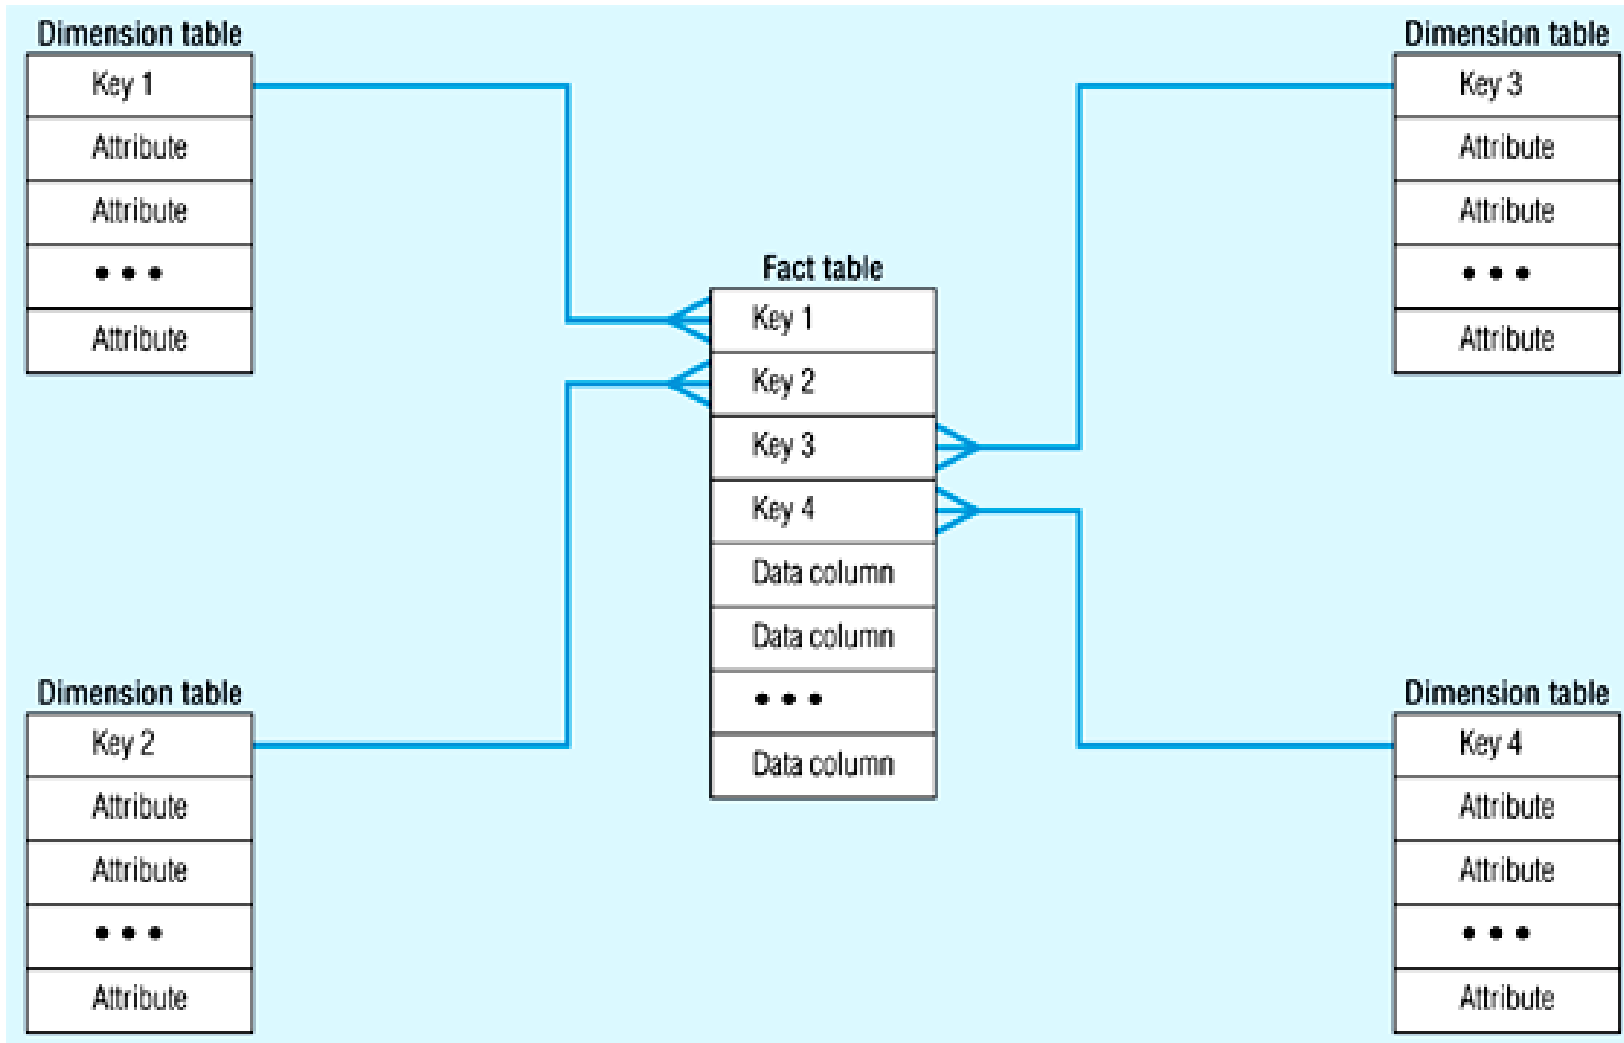 Dimension table
Key 1
Attribute
Attribute
• • •
Attribute
Dimension table
Key 2
Attribute
Attribute
• • •
Attribute
Fact table
Key 1
Key 2
Key 3
Key 4
Data column
Data column
• • •
Data column
Dimension table
Key 3
Attribute
Attribute
• • •
Attribute
Dimension table
Key 4
Attribute
Attribute
• • •
Attribute